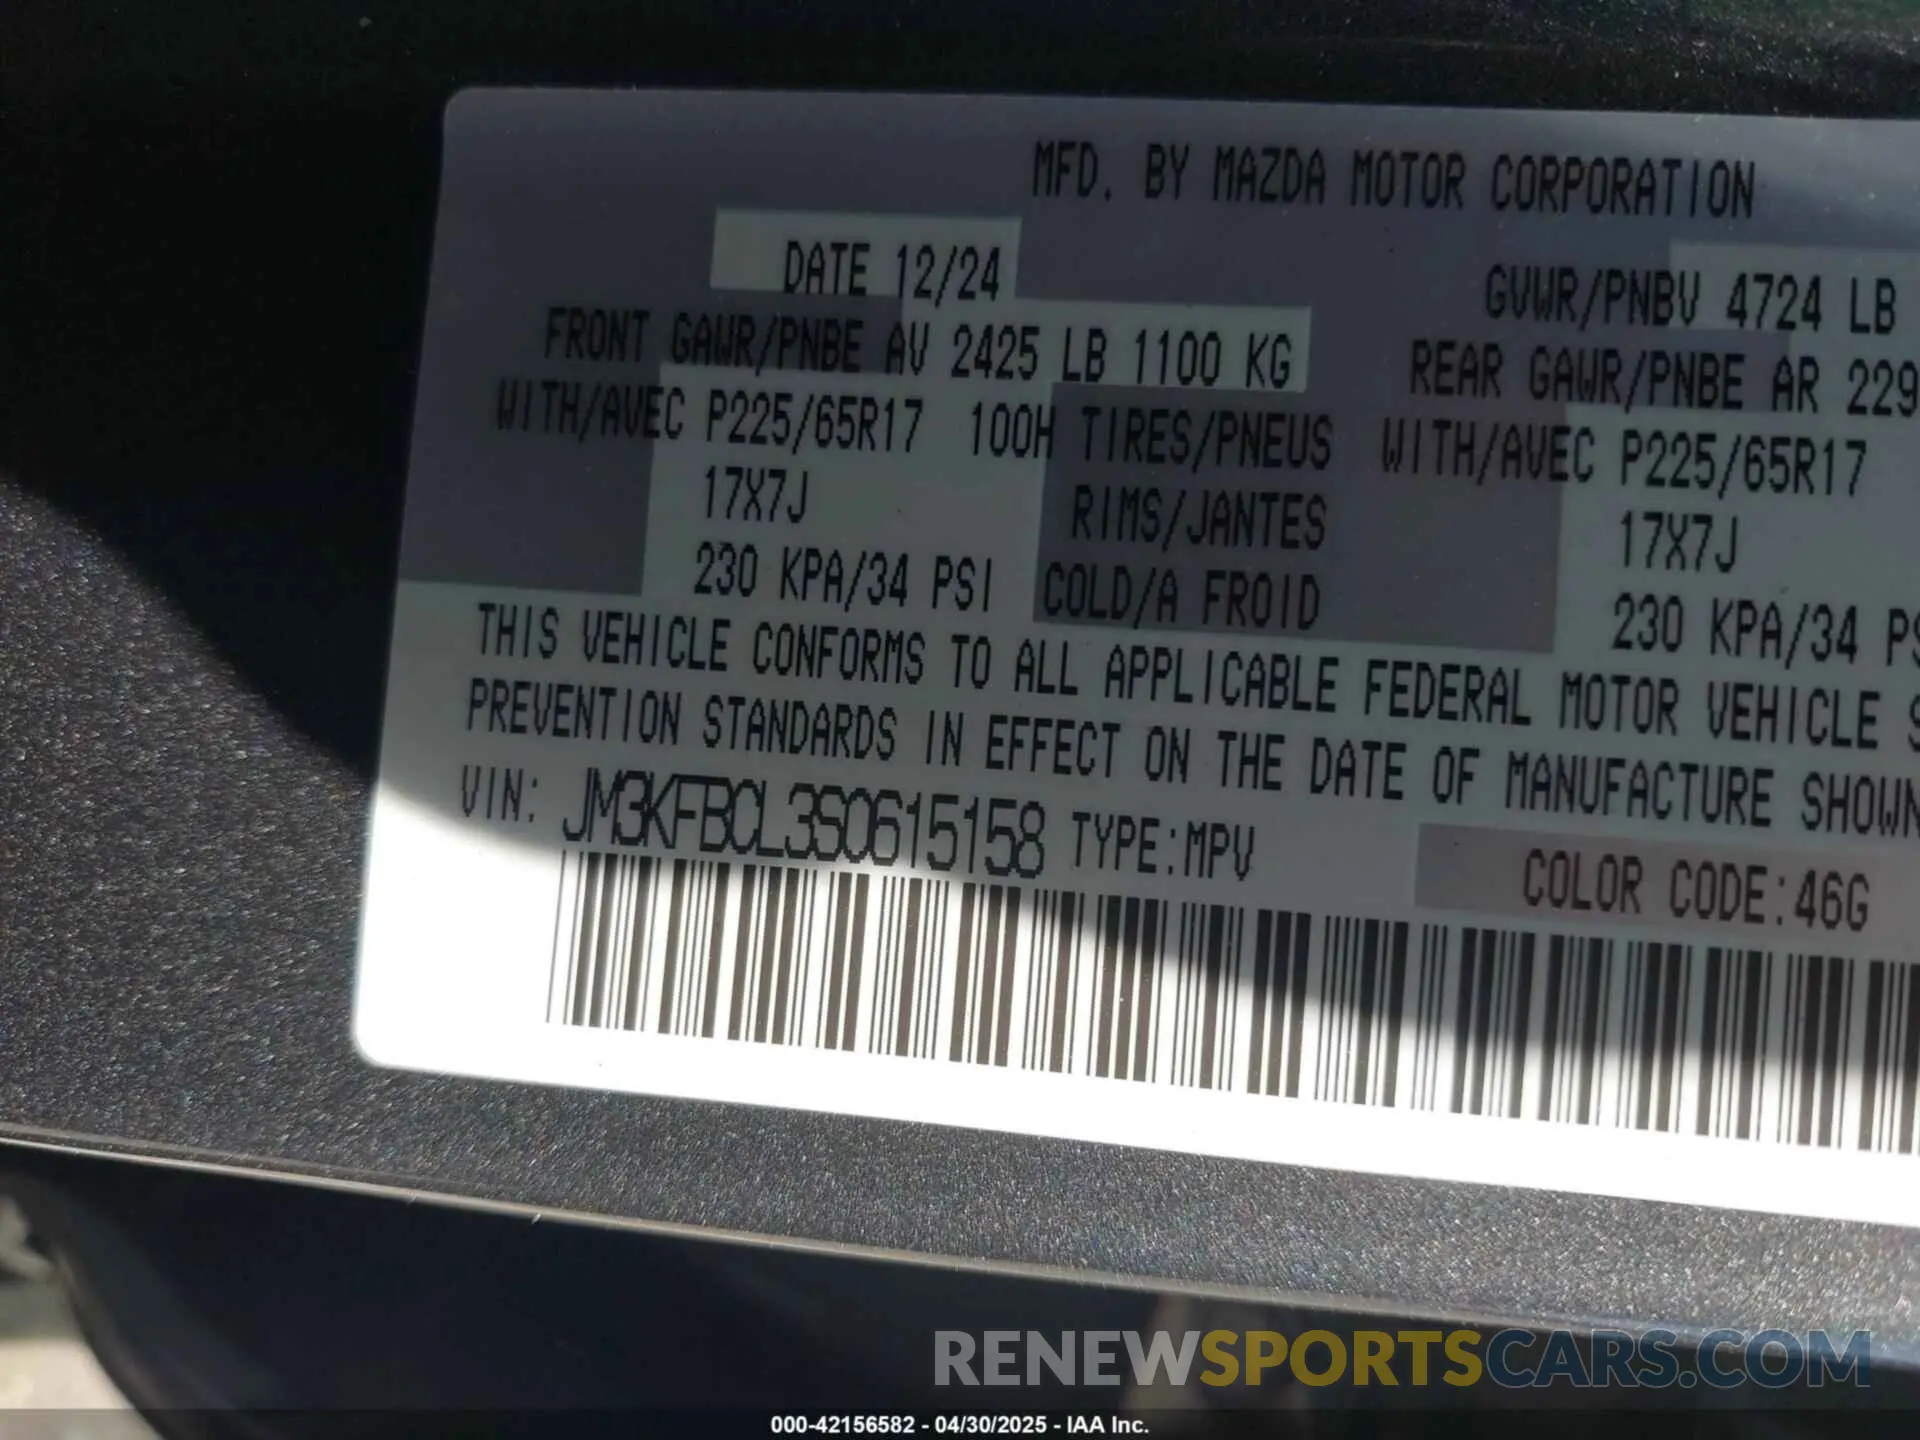 MFD. BY MAZDA MOTOR CORPORATION
DATE 12/24 GVWR/PNBV 4724 LB
FRONT GAWR/PNBE AV 2425 LB 1100 KG REAR GAWR/PNBE AR 229
WITH/AVEC P225/65R17 100H TIRES/PNEUS WITH/AVEC P225/65R17
17X7J RIMS/JANTES 17X7J
230 KPA/34 PSI COLD/A FROID 230 KPA/34 PS
THIS VEHICLE CONFORMS TO ALL APPLICABLE FEDERAL MOTOR VEHICLE S
PREVENTION STANDARDS IN EFFECT ON THE DATE OF MANUFACTURE SHOWN
VIN: JM3KFBCL3S0615158 TYPE:MPV COLOR CODE:46G
RENEWSPORTSCARS.COM
000-42156582 - 04/30/2025 - IAA Inc.